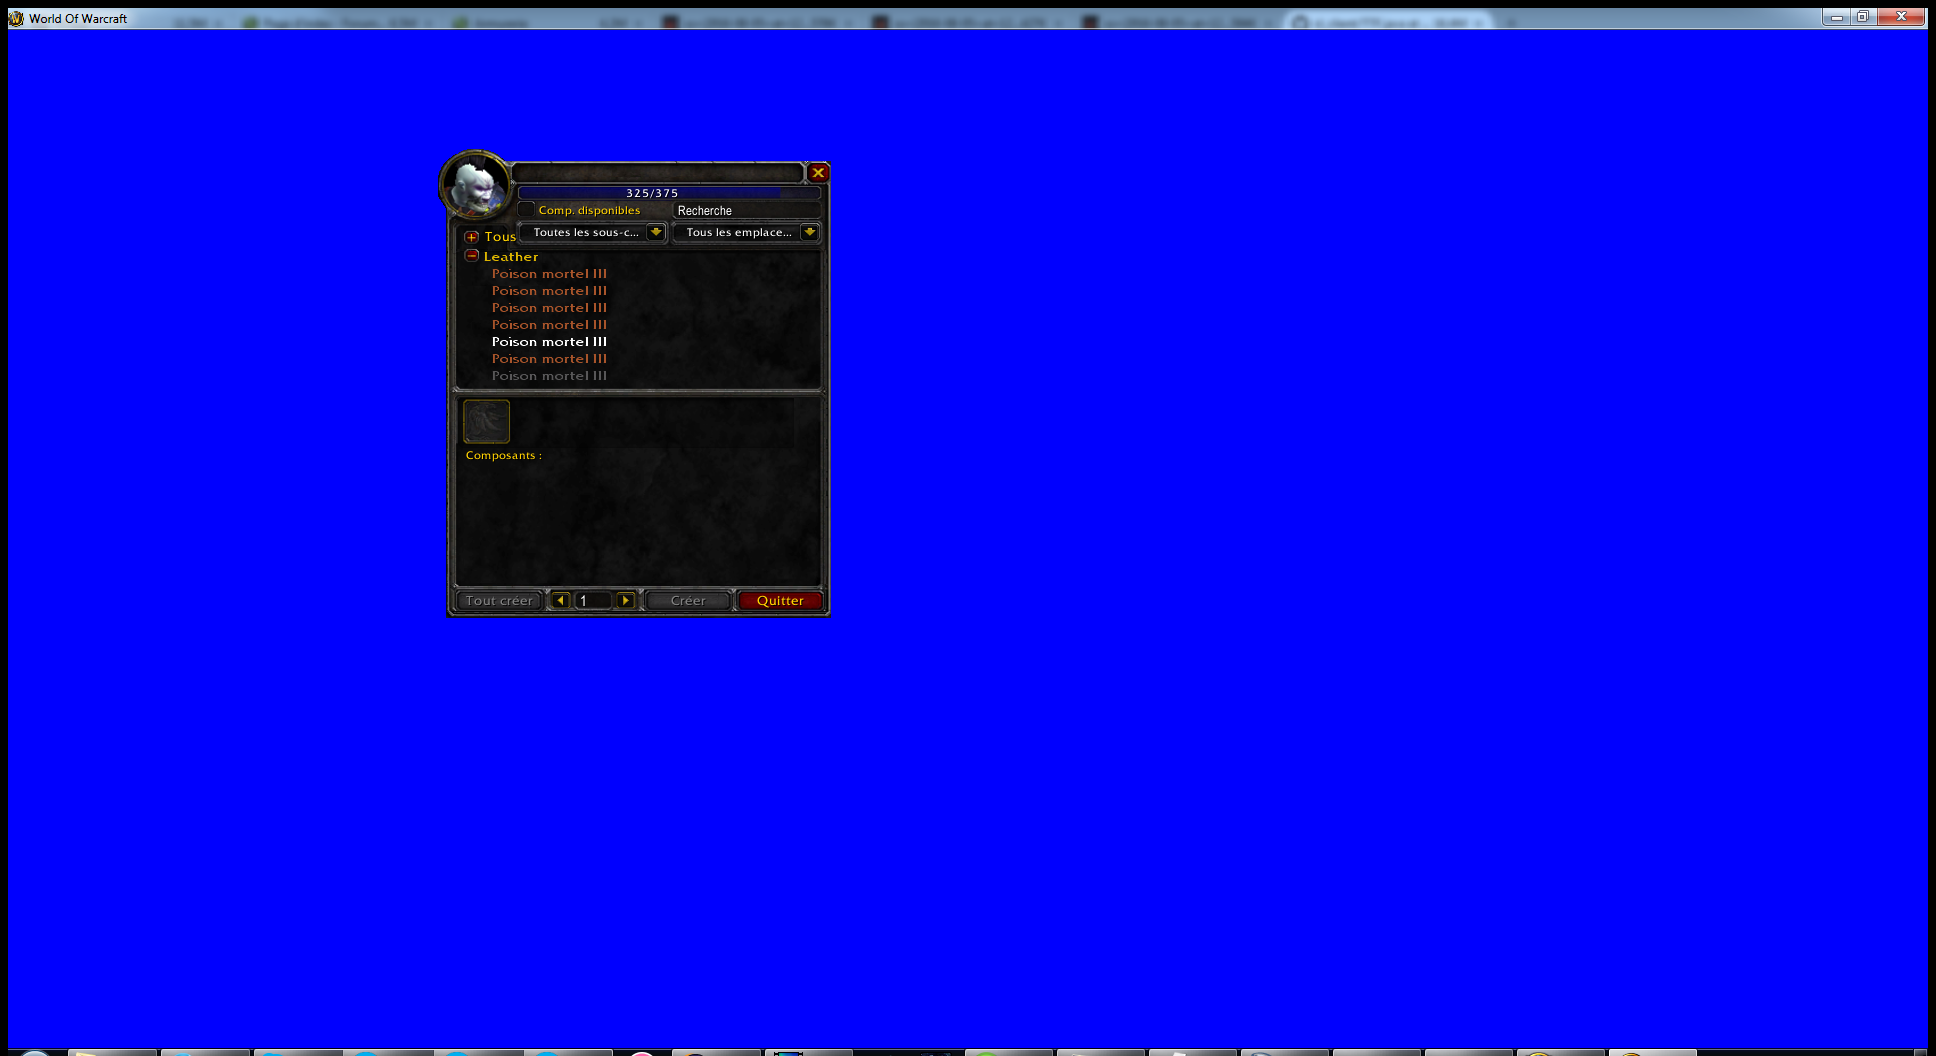 World Of Warcraft
325/375
Comp. disponibles
Recherche
Tous
Toutes les sous-c...
Tous les emplace...
Leather
Poison mortel III
Poison mortel III
Poison mortel III
Poison mortel III
Poison mortel III
Poison mortel III
Poison mortel III
Composants :
Tout créer
1
Créer
Quitter